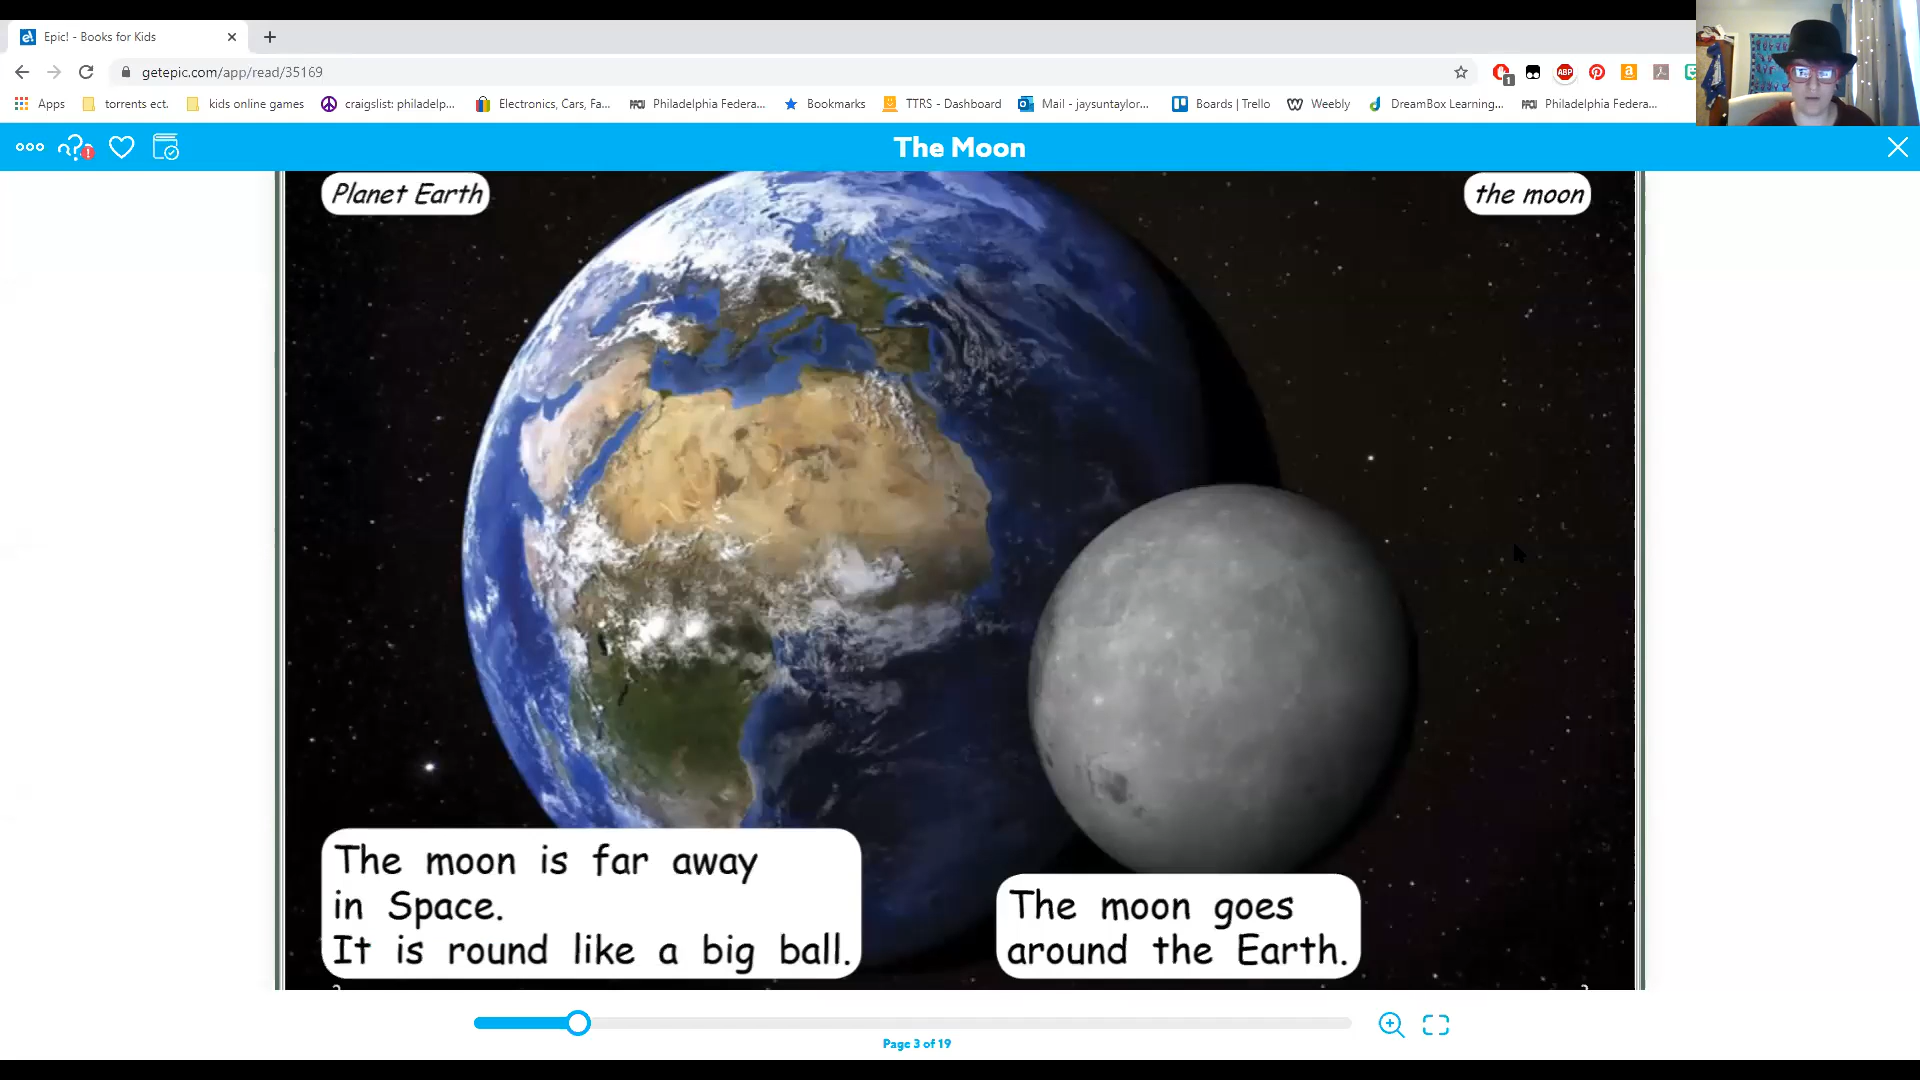 Epic! - Books for Kids
getepic.com/app/read/35169
1
ABP
Apps
torrents ect.
kids online games
craigslist: philadelp...
Electronics, Cars, Fa...
Philadelphia Federa...
Bookmarks
TTRS - Dashboard
Mail - jaysuntaylor...
Boards | Trello
Weebly
DreamBox Learning...
Philadelphia Federa...
The Moon
Planet Earth
the moon
The moon is far away
in Space.
It is round like a big ball.
The moon goes
around the Earth.
Page 3 of 19